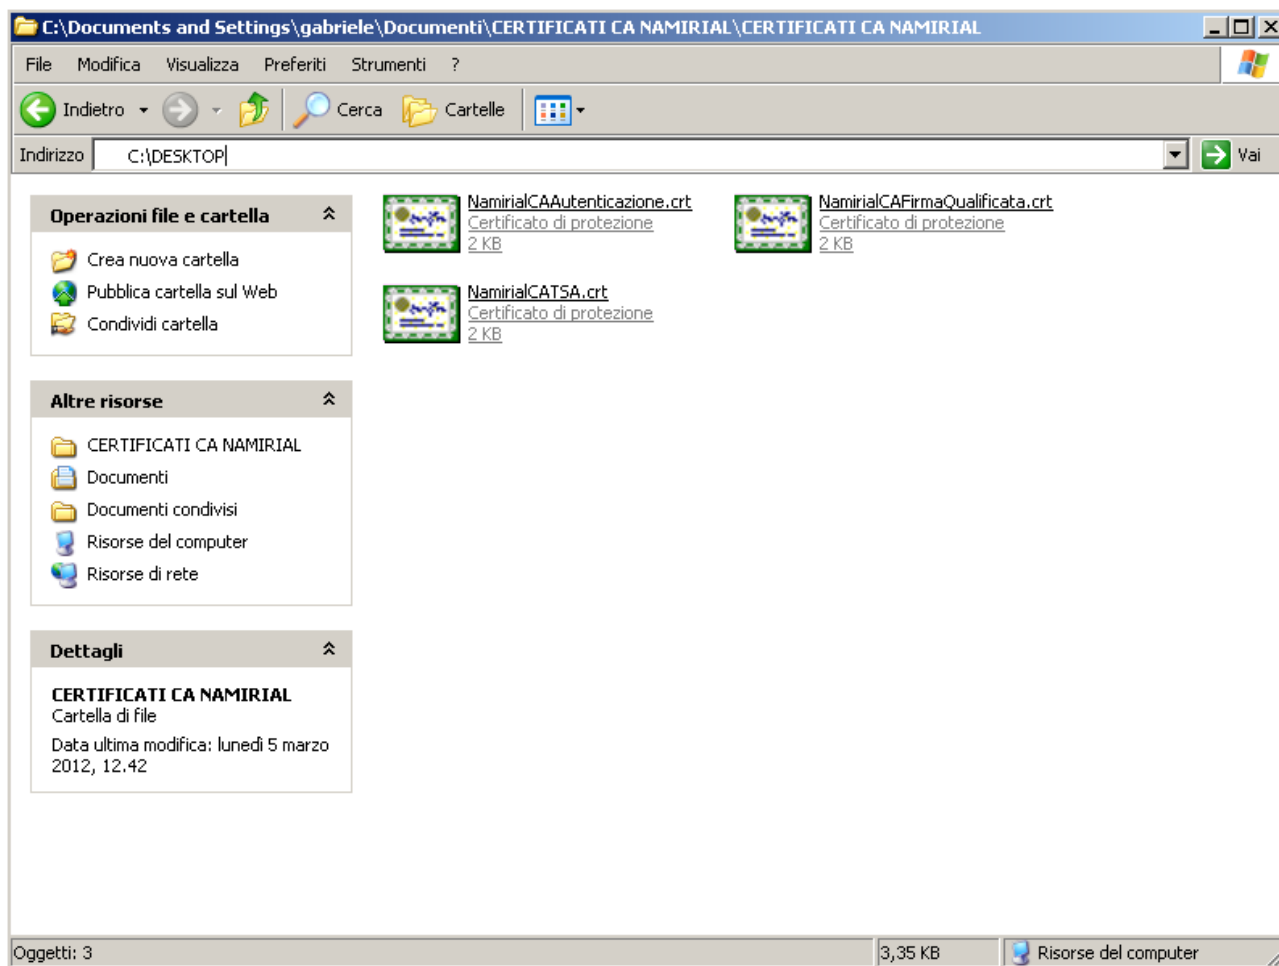 C:\Documents and Settings\gabriele\Documenti\CERTIFICATI CA NAMIRIAL\CERTIFICATI CA NAMIRIAL
File Modifica Visualizza Preferiti Strumenti ?
Indietro Cerca Cartelle
Indirizzo C:\DESKTOP Vai
Operazioni file e cartella
Crea nuova cartella
Pubblica cartella sul Web
Condividi cartella
Altre risorse
CERTIFICATI CA NAMIRIAL
Documenti
Documenti condivisi
Risorse del computer
Risorse di rete
Dettagli
CERTIFICATI CA NAMIRIAL
Cartella di file
Data ultima modifica: lunedì 5 marzo
2012, 12.42
NamirialCAAutenticazione.crt
Certificato di protezione
2 KB
NamirialCAFirmaQualificata.crt
Certificato di protezione
2 KB
NamirialCATSA.crt
Certificato di protezione
2 KB
Oggetti: 3 3,35 KB Risorse del computer